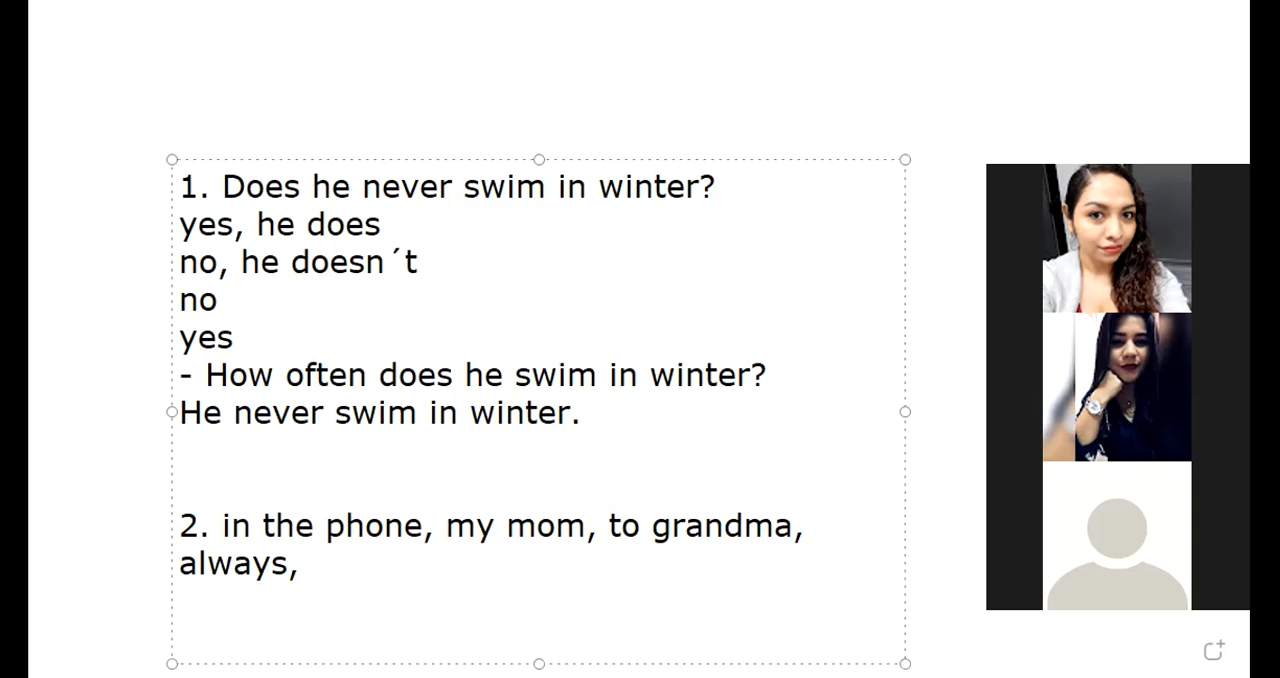 1. Does he never swim in winter?
yes, he does
no, he doesn´t
no
yes
- How often does he swim in winter?
He never swim in winter.
2. in the phone, my mom, to grandma,
always,